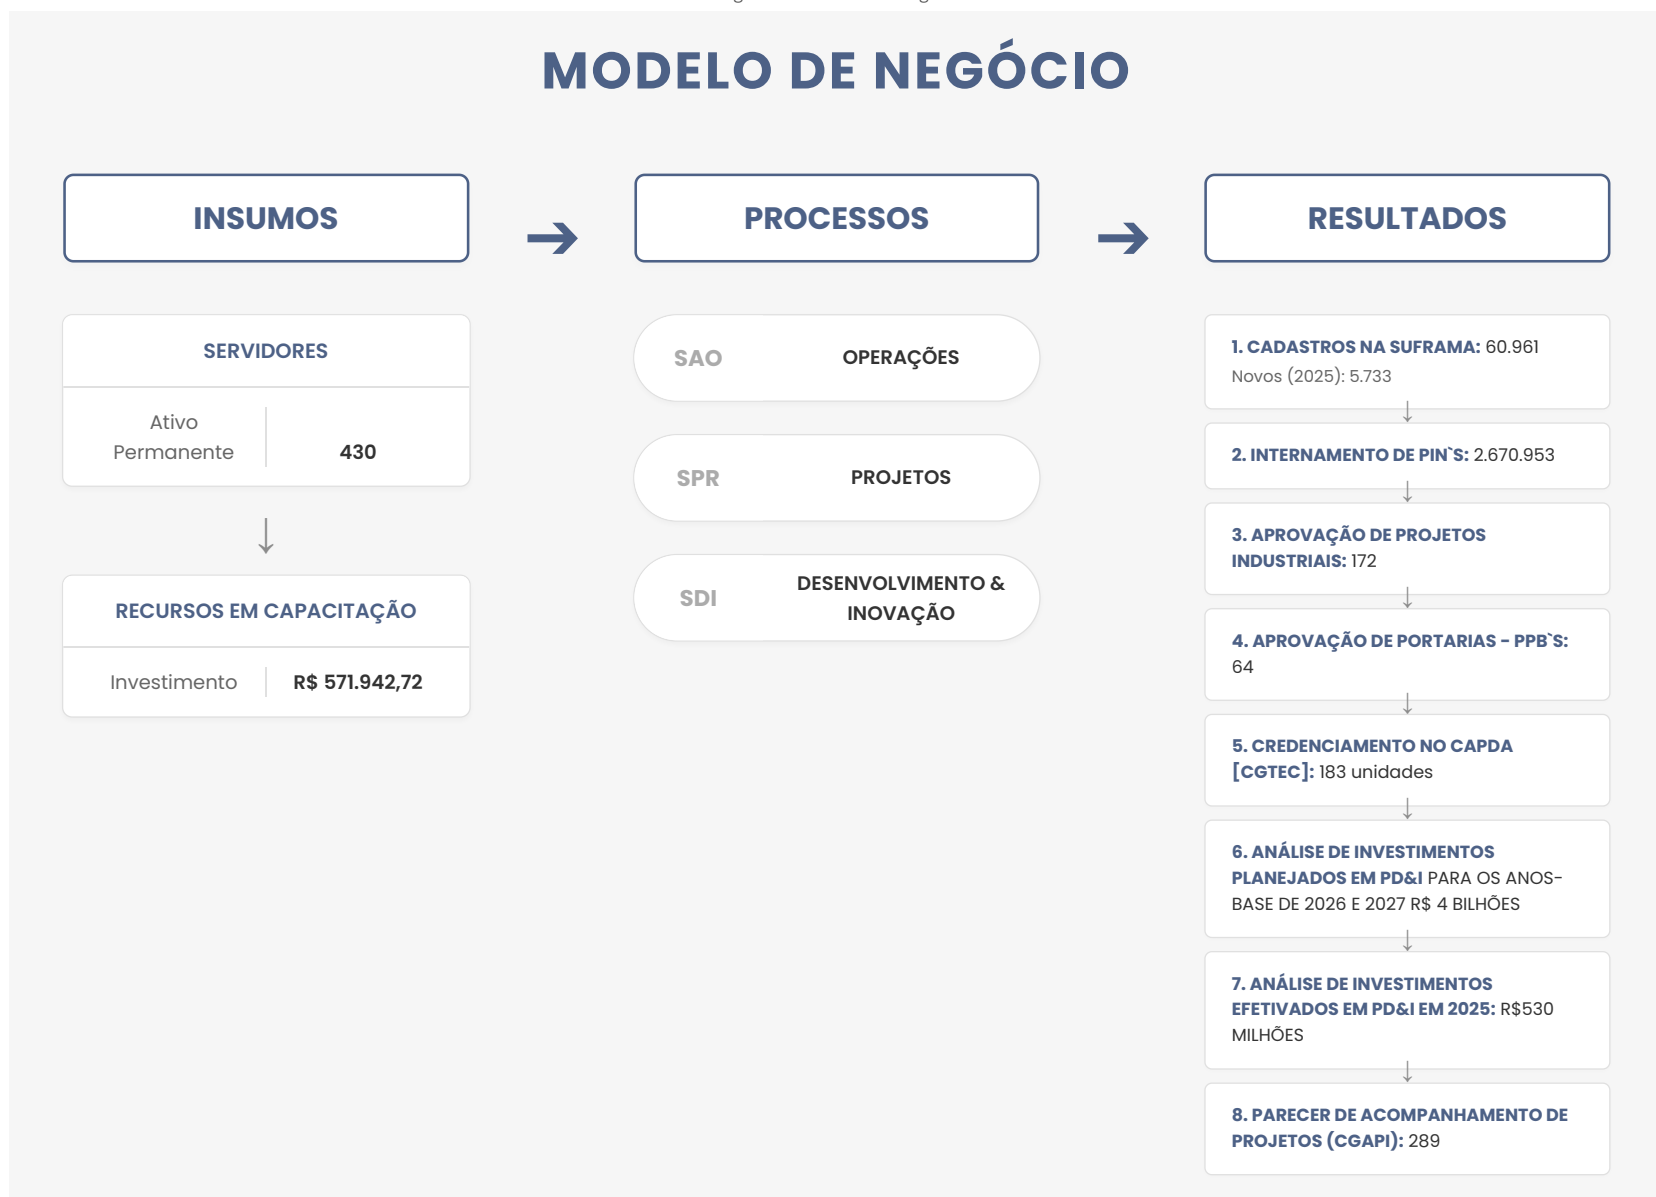 MODELO DE NEGÓCIO
INSUMOS
PROCESSOS
RESULTADOS
SERVIDORES
Ativo
Permanente
430
RECURSOS EM CAPACITAÇÃO
Investimento
R$ 571.942,72
SAO
OPERAÇÕES
SPR
PROJETOS
SDI
DESENVOLVIMENTO &
INOVAÇÃO
1. CADASTROS NA SUFRAMA: 60.961
Novos (2025): 5.733
2. INTERNAMENTO DE PIN`S: 2.670.953
3. APROVAÇÃO DE PROJETOS
INDUSTRIAIS: 172
4. APROVAÇÃO DE PORTARIAS - PPB`S:
64
5. CREDENCIAMENTO NO CAPDA
[CGTEC]: 183 unidades
6. ANÁLISE DE INVESTIMENTOS
PLANEJADOS EM PD&I PARA OS ANOS-
BASE DE 2026 E 2027 R$ 4 BILHÕES
7. ANÁLISE DE INVESTIMENTOS
EFETIVADOS EM PD&I EM 2025: R$530
MILHÕES
8. PARECER DE ACOMPANHAMENTO DE
PROJETOS (CGAPI): 289